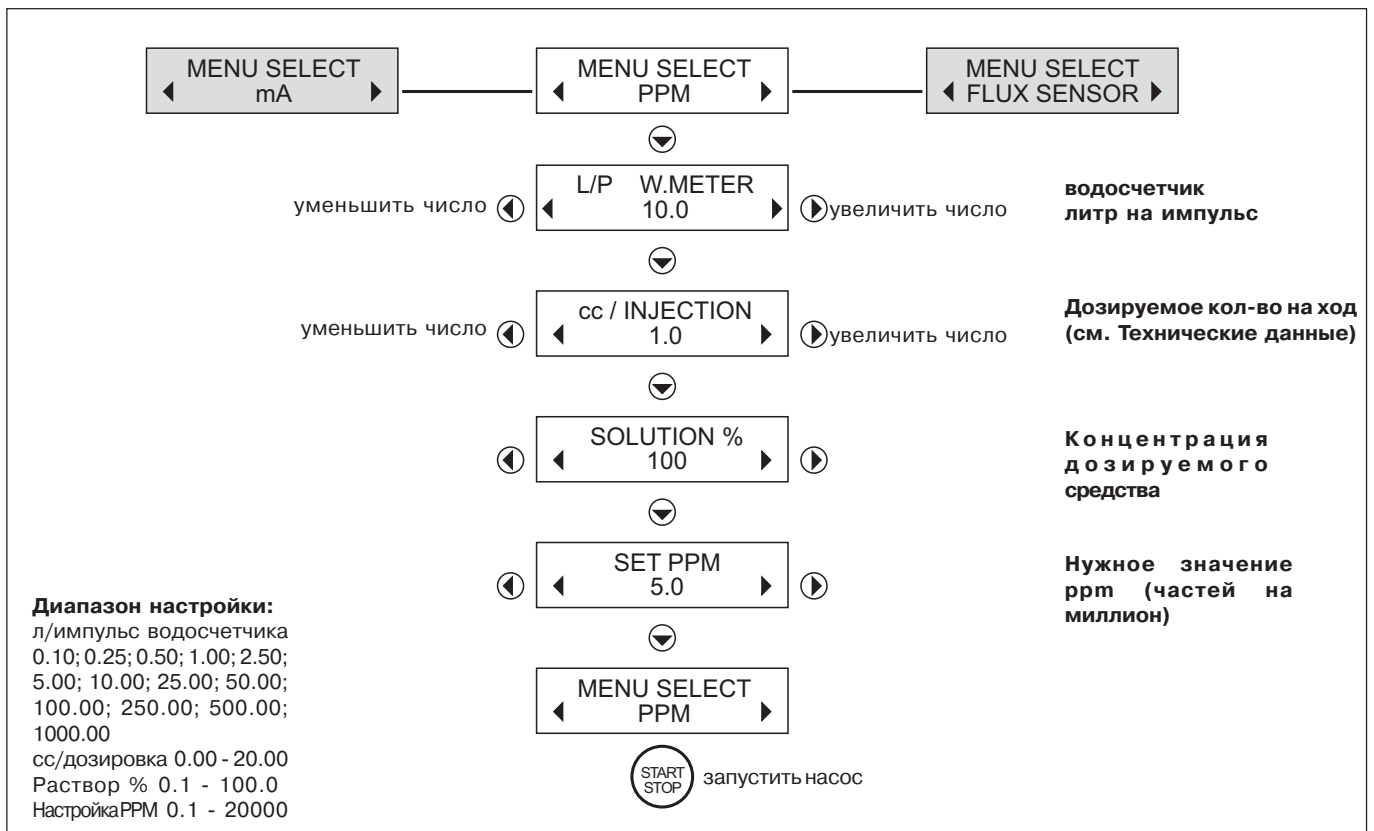 MENU SELECT
mA
MENU SELECT
PPM
MENU SELECT
FLUX SENSOR
уменьшить число
L/P W.METER
10.0
увеличить число
водосчетчик
литр на импульс
уменьшить число
cc / INJECTION
1.0
увеличить число
Дозируемое кол-во на ход
(см. Технические данные)
SOLUTION %
100
Концентрация
дозируемого
средства
SET PPM
5.0
Нужное значение
ppm (частей на
миллион)
MENU SELECT
PPM
START
STOP
запустить насос
Диапазон настройки:
л/импульс водосчетчика
0.10; 0.25; 0.50; 1.00; 2.50;
5.00; 10.00; 25.00; 50.00;
100.00; 250.00; 500.00;
1000.00
сс/дозировка 0.00 - 20.00
Раствор % 0.1 - 100.0
Настройка PPM 0.1 - 20000